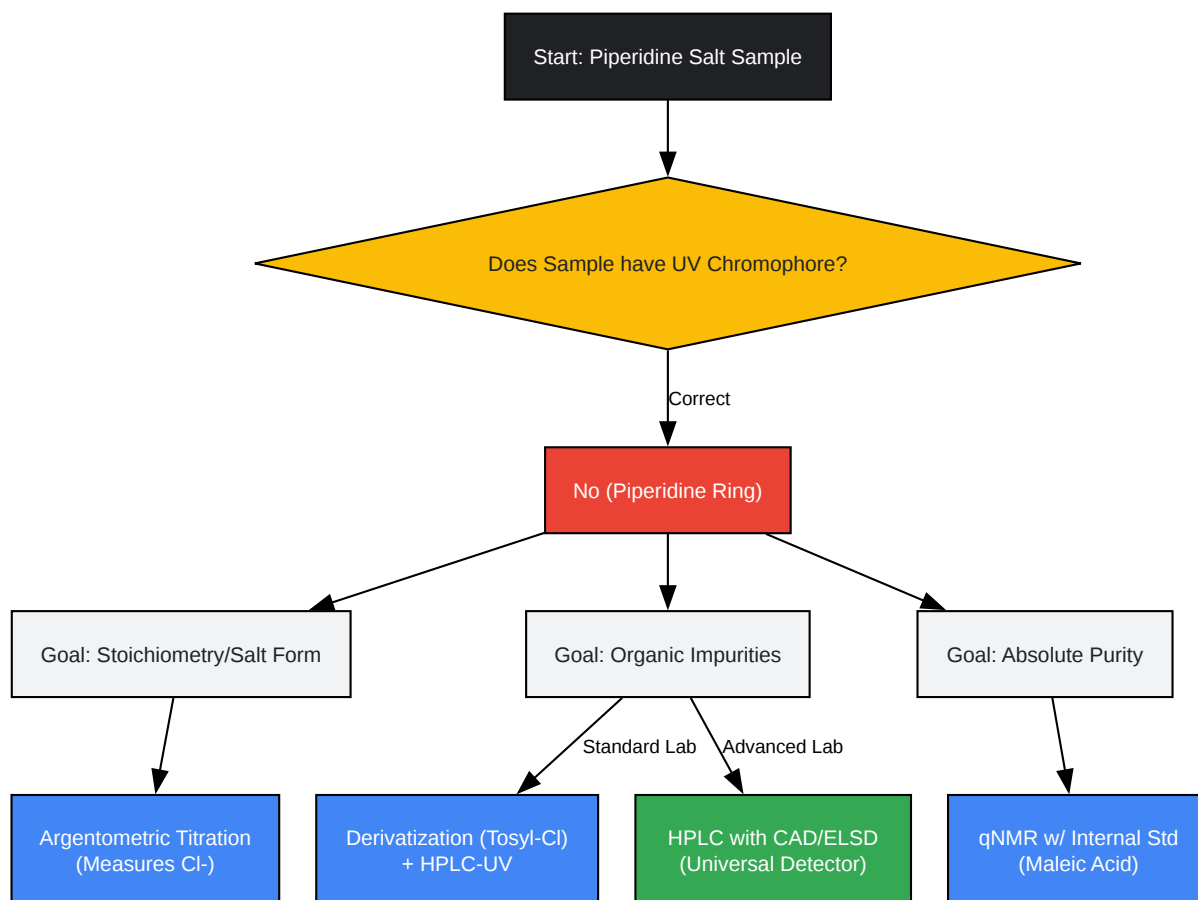 Start: Piperidine Salt Sample
Does Sample have UV Chromophore?
Correct
No (Piperidine Ring)
Goal: Stoichiometry/Salt Form
Goal: Organic Impurities
Goal: Absolute Purity
Standard Lab
Advanced Lab
Argentometric Titration
(Measures Cl-)
Derivatization (Tosyl-Cl)
+ HPLC-UV
HPLC with CAD/ELSD
(Universal Detector)
qNMR w/ Internal Std
(Maleic Acid)